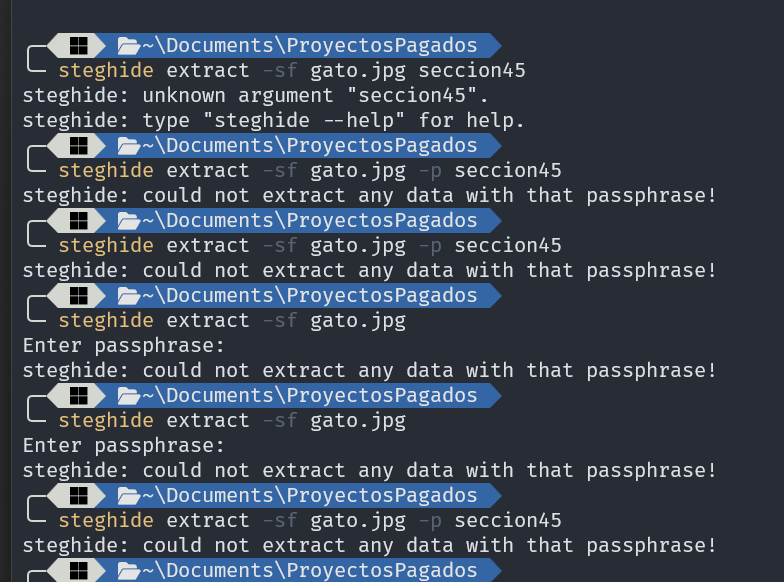 ~\Documents\ProyectosPagados
steghide extract -sf gato.jpg seccion45
steghide: unknown argument "seccion45".
steghide: type "steghide --help" for help.
~\Documents\ProyectosPagados
steghide extract -sf gato.jpg -p seccion45
steghide: could not extract any data with that passphrase!
~\Documents\ProyectosPagados
steghide extract -sf gato.jpg -p seccion45
steghide: could not extract any data with that passphrase!
~\Documents\ProyectosPagados
steghide extract -sf gato.jpg
Enter passphrase:
steghide: could not extract any data with that passphrase!
~\Documents\ProyectosPagados
steghide extract -sf gato.jpg
Enter passphrase:
steghide: could not extract any data with that passphrase!
~\Documents\ProyectosPagados
steghide extract -sf gato.jpg -p seccion45
steghide: could not extract any data with that passphrase!
~\Documents\ProyectosPagados